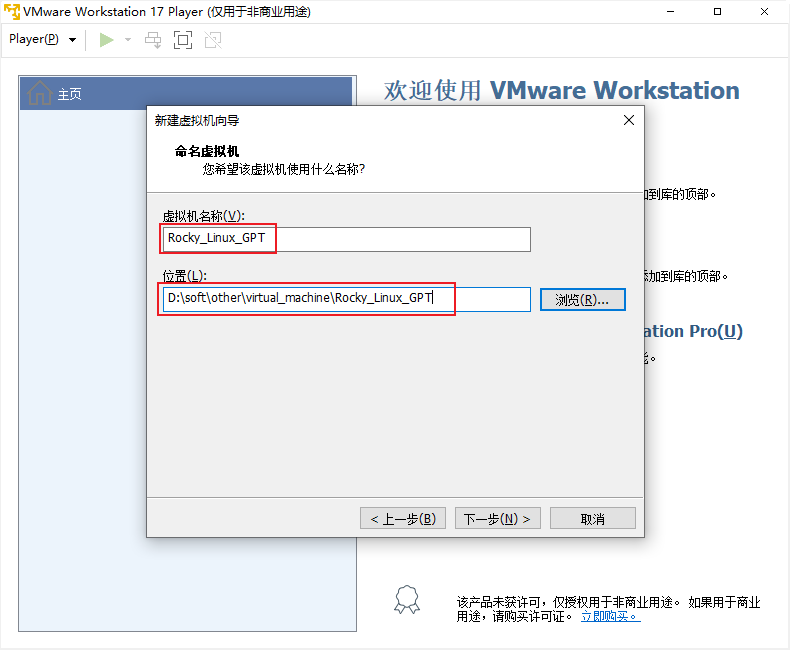 VMware Workstation 17 Player (仅用于非商业用途)
Player(P)
主页
欢迎使用 VMware Workstation
新建虚拟机向导
命名虚拟机
您希望该虚拟机使用什么名称?
加到库的顶部。
虚拟机名称(V):
Rocky_Linux_GPT
位置(L):
添加到库的顶部。
D:\soft\other\virtual_machine\Rocky_Linux_GPT
浏览(R)...
ation Pro(U)
< 上一步(B)
下一步(N) >
取消
该产品未获许可，仅授权用于非商业用途。 如果用于商业
用途，请购买许可证。 立即购买。